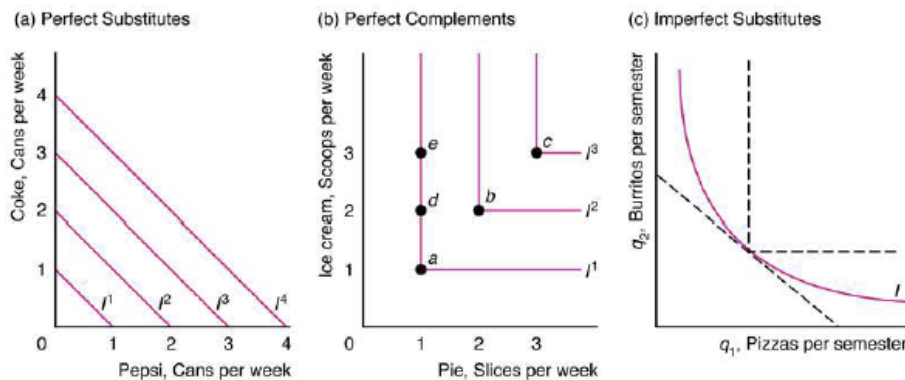 (a) Perfect Substitutes
Coke, Cans per week
4
3
2
1
0
I1
I2
I3
I4
1
2
3
4
Pepsi, Cans per week
(b) Perfect Complements
Ice cream, Scoops per week
3
2
1
0
e
d
a
b
c
I3
I2
I1
1
2
3
Pie, Slices per week
(c) Imperfect Substitutes
q2, Burritos per semester
I
q1, Pizzas per semester